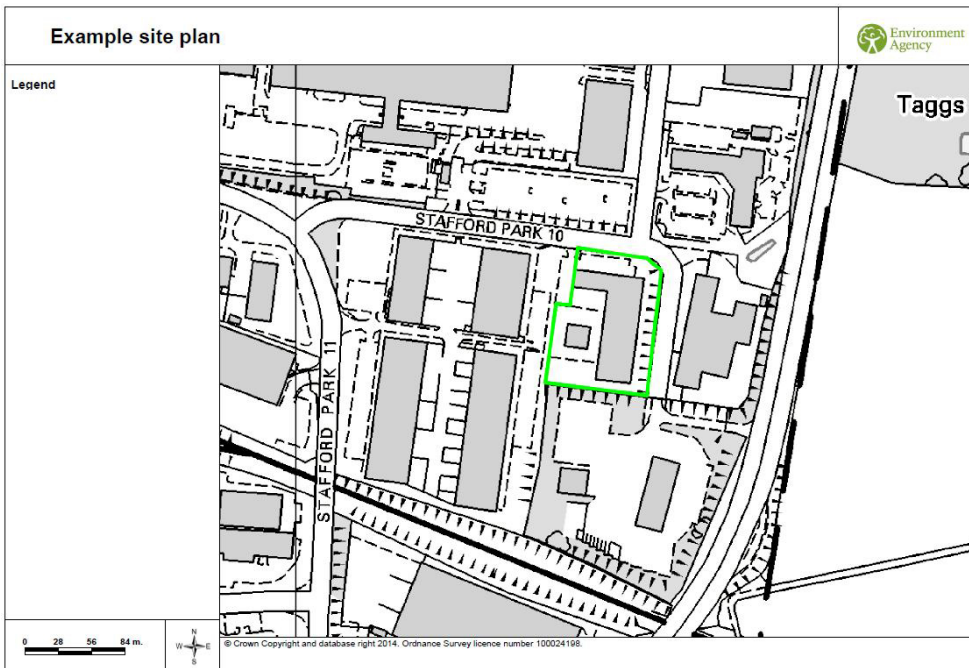 Example site plan
Environment
Agency
Legend
Taggs
STAFFORD PARK 10
STAFFORD PARK 11
0 28 56 84 m.
N
W E
S
© Crown Copyright and database right 2014. Ordnance Survey licence number 100024198.